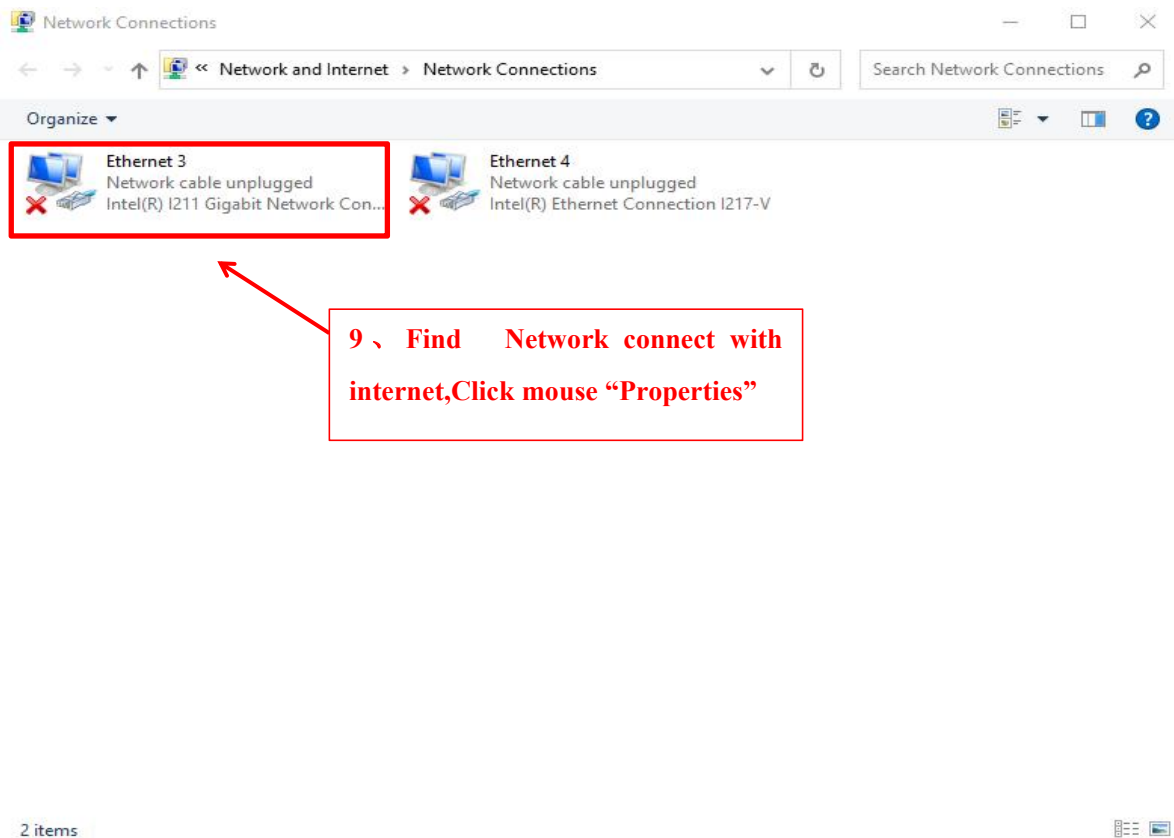 Network Connections
« Network and Internet › Network Connections
Search Network Connections
Organize
Ethernet 3
Network cable unplugged
Intel(R) I211 Gigabit Network Con...
Ethernet 4
Network cable unplugged
Intel(R) Ethernet Connection I217-V
9、Find Network connect with
internet,Click mouse “Properties”
2 items